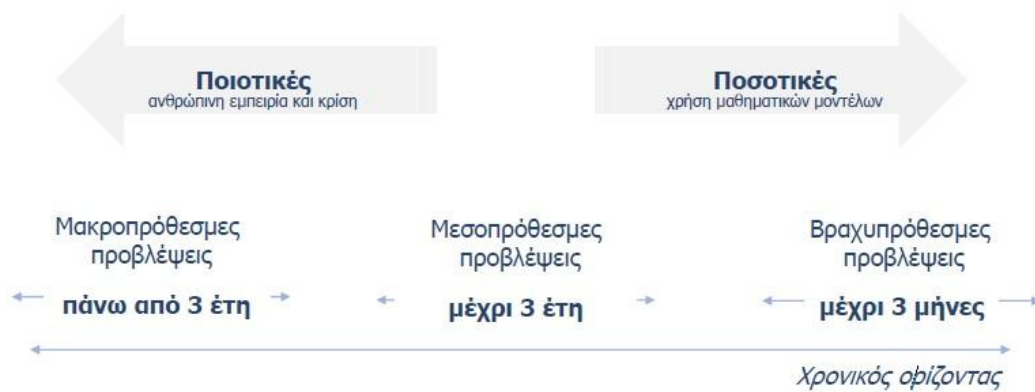 Ποιοτικές
ανθρώπινη εμπειρία και κρίση
Ποσοτικές
χρήση μαθηματικών μοντέλων
Μακροπρόθεσμες
προβλέψεις
πάνω από 3 έτη
Μεσοπρόθεσμες
προβλέψεις
μέχρι 3 έτη
Βραχυπρόθεσμες
προβλέψεις
μέχρι 3 μήνες
Χρονικός ορίζοντας